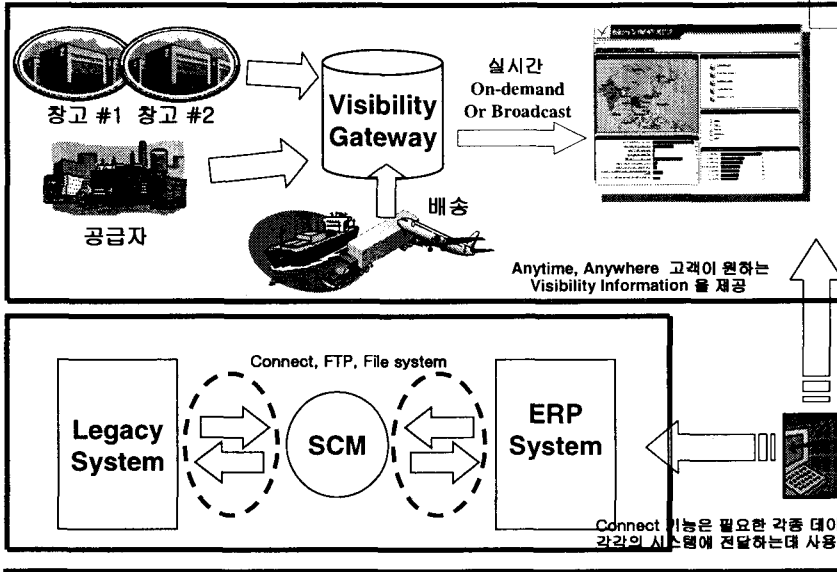 창고 #1 창고 #2
공급자
Visibility
Gateway
배송
실시간
On-demand
Or Broadcast
Anytime, Anywhere 고객이 원하는
Visibility Information 을 제공
Connect, FTP, File system
Legacy
System
SCM
ERP
System
Connect 기능은 필요한 각종 데이
각각의 시스템에 전달하는데 사용